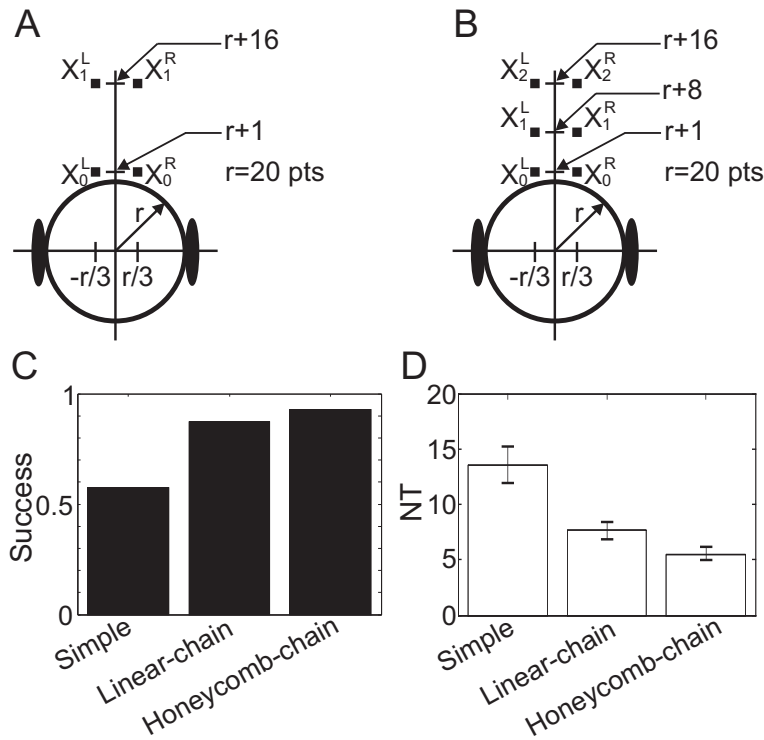 A
r+16
X₁ᴸ X₁ᴿ
r+1
X₀ᴸ X₀ᴿ r=20 pts
r
-r/3 r/3
B
r+16
X₂ᴸ X₂ᴿ
r+8
X₁ᴸ X₁ᴿ
r+1
X₀ᴸ X₀ᴿ r=20 pts
r
-r/3 r/3
C
1
0.5
0
Success
Simple
Linear-chain
Honeycomb-chain
D
20
15
10
5
0
NT
Simple
Linear-chain
Honeycomb-chain